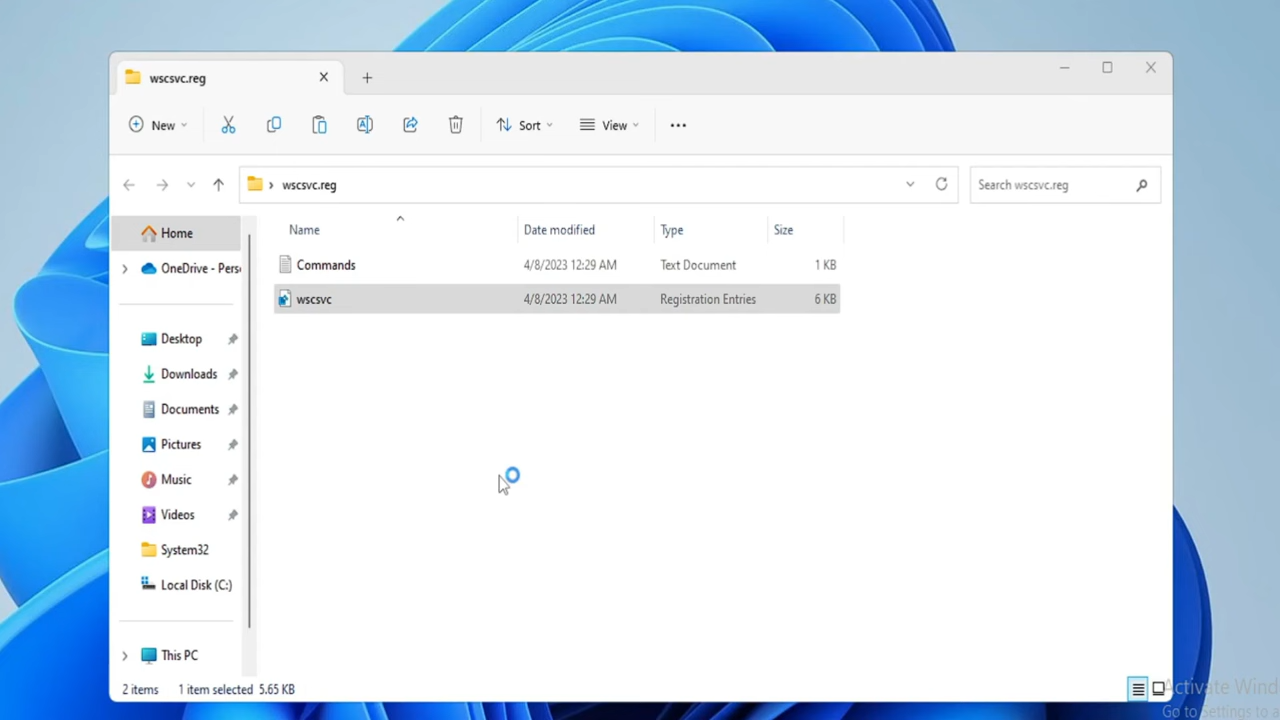 wscsvc.reg
New
Sort
View
wscsvc.reg
Search wscsvc.reg
Name
Date modified
Type
Size
Commands
4/8/2023 12:29 AM
Text Document
1 KB
wscsvc
4/8/2023 12:29 AM
Registration Entries
6 KB
Home
OneDrive - Pers
Desktop
Downloads
Documents
Pictures
Music
Videos
System32
Local Disk (C:)
This PC
2 items
1 item selected 5.65 KB
Activate Wind
Go to Settings to a